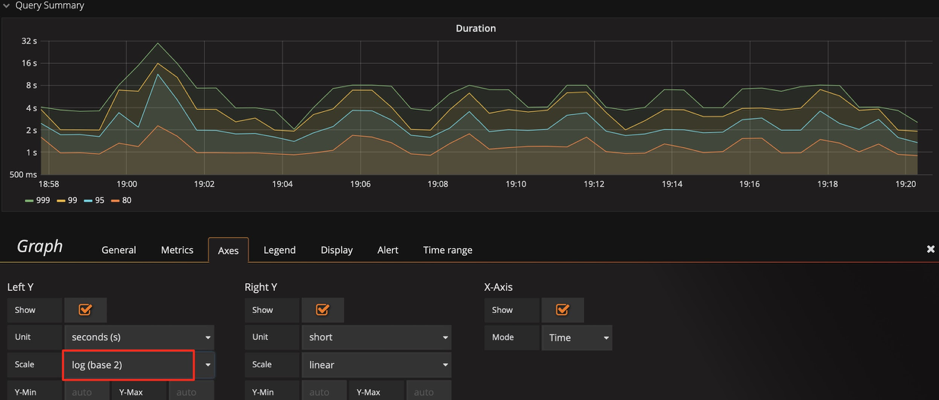 Query Summary
Duration
32 s
16 s
8 s
4 s
2 s
1 s
500 ms
18:58 19:00 19:02 19:04 19:06 19:08 19:10 19:12 19:14 19:16 19:18 19:20
999 99 95 80
Graph General Metrics Axes Legend Display Alert Time range
Left Y Right Y X-Axis
Show Show Show
Unit seconds (s) Unit short Mode Time
Scale log (base 2) Scale linear
Y-Min auto Y-Max auto Y-Min auto Y-Max auto